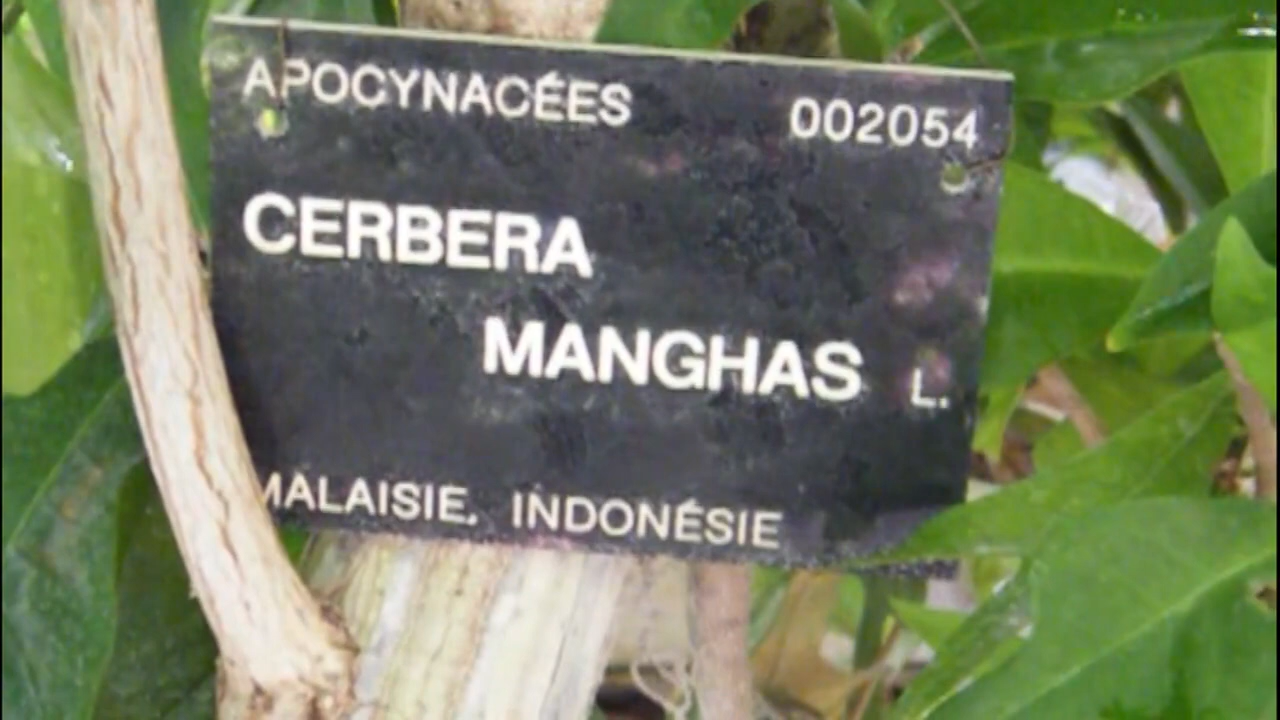 APOCYNACÉES 002054
CERBERA
MANGHAS L.
MALAISIE. INDONÉSIE